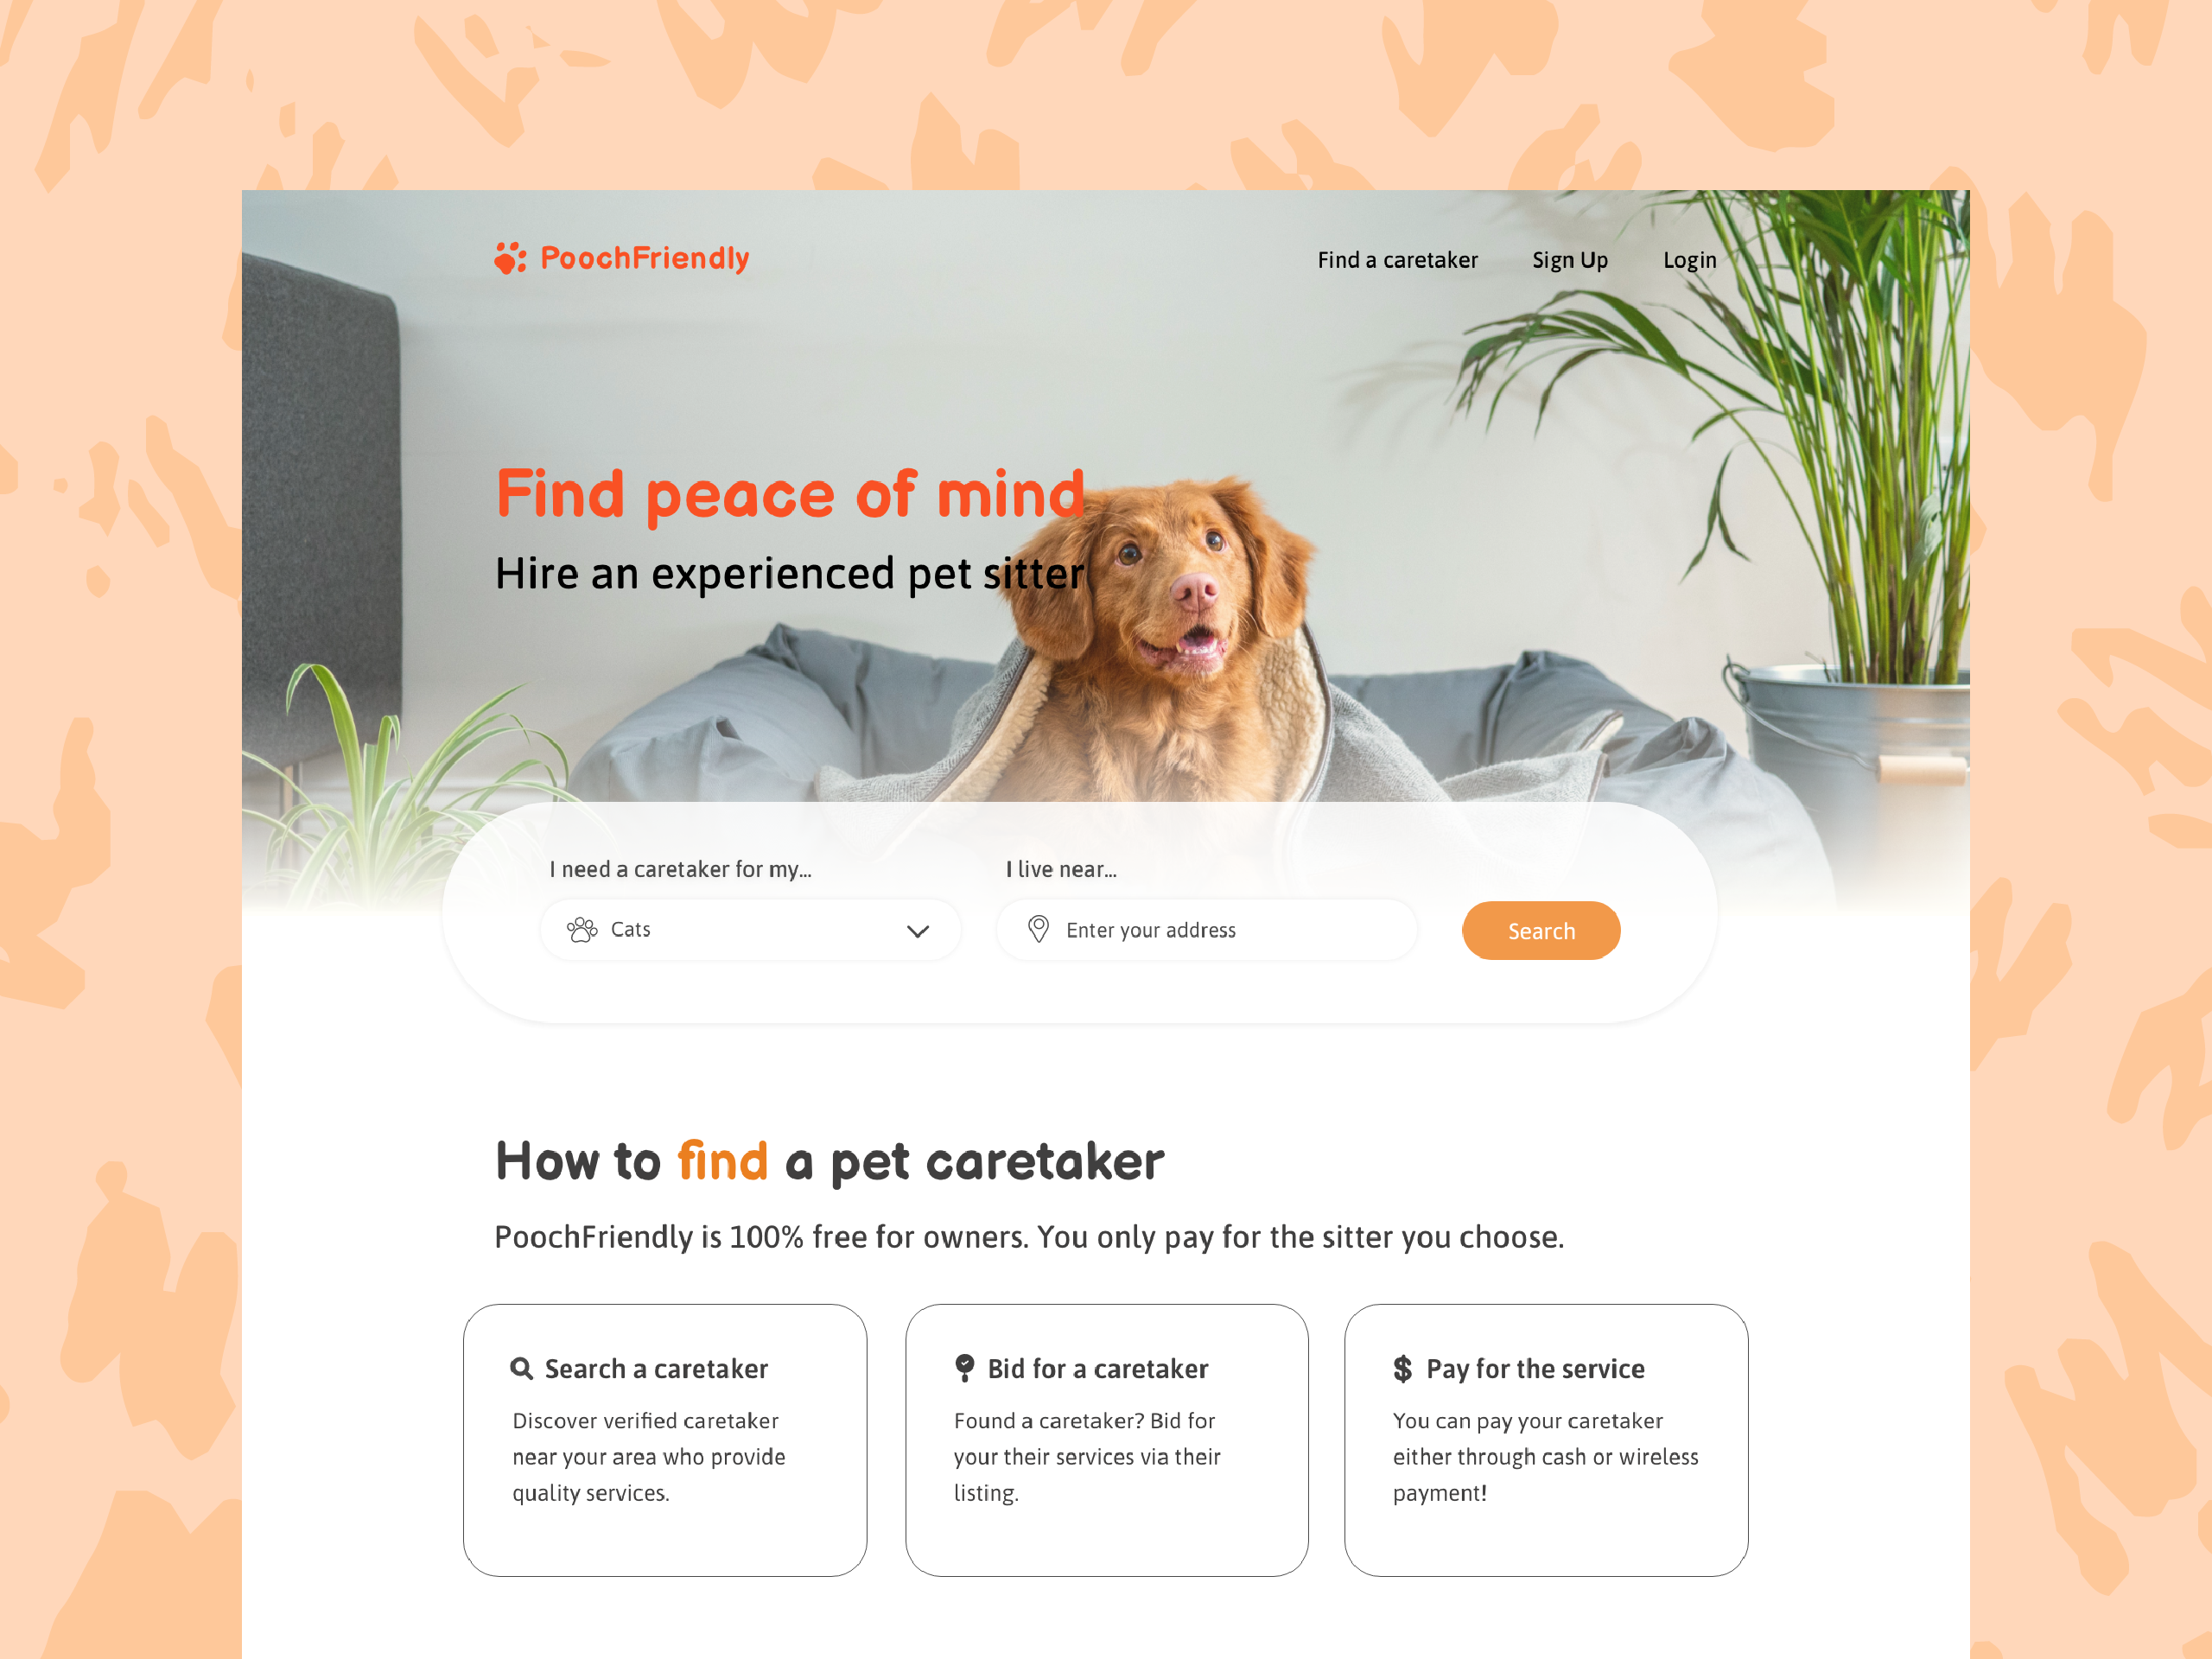 PoochFriendly
Find a caretaker
Sign Up
Login
Find peace of mind
Hire an experienced pet sitter
I need a caretaker for my...
I live near...
Cats
Enter your address
Search
How to find a pet caretaker
PoochFriendly is 100% free for owners. You only pay for the sitter you choose.
Search a caretaker
Discover verified caretaker
near your area who provide
quality services.
Bid for a caretaker
Found a caretaker? Bid for
your their services via their
listing.
$ Pay for the service
You can pay your caretaker
either through cash or wireless
payment!